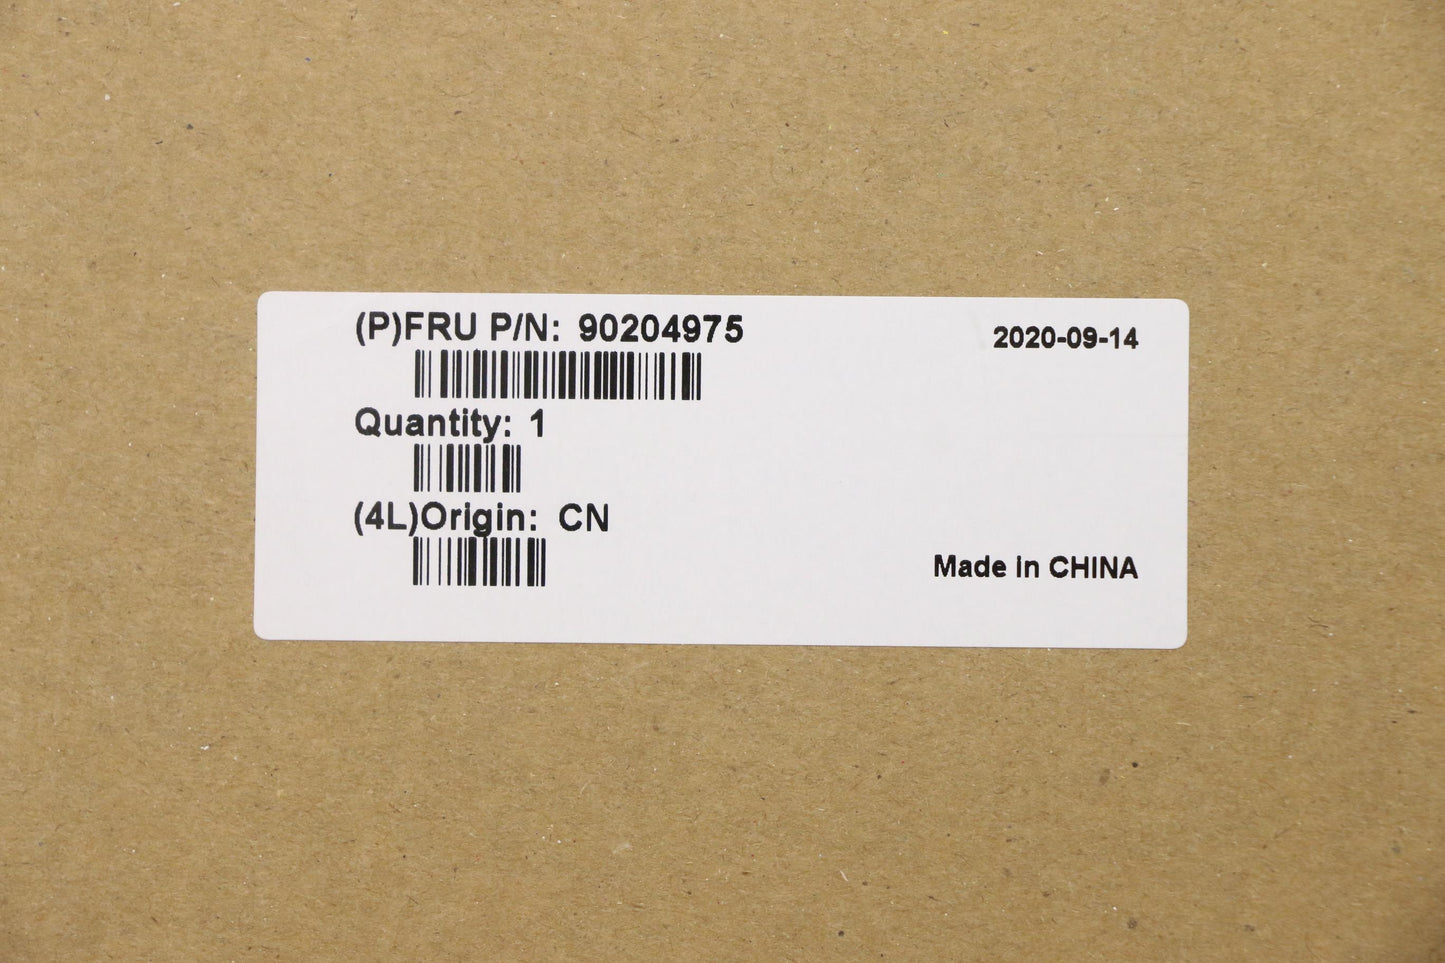 (P)FRU P/N: 90204975
2020-09-14
Quantity: 1
(4L)Origin: CN
Made in CHINA